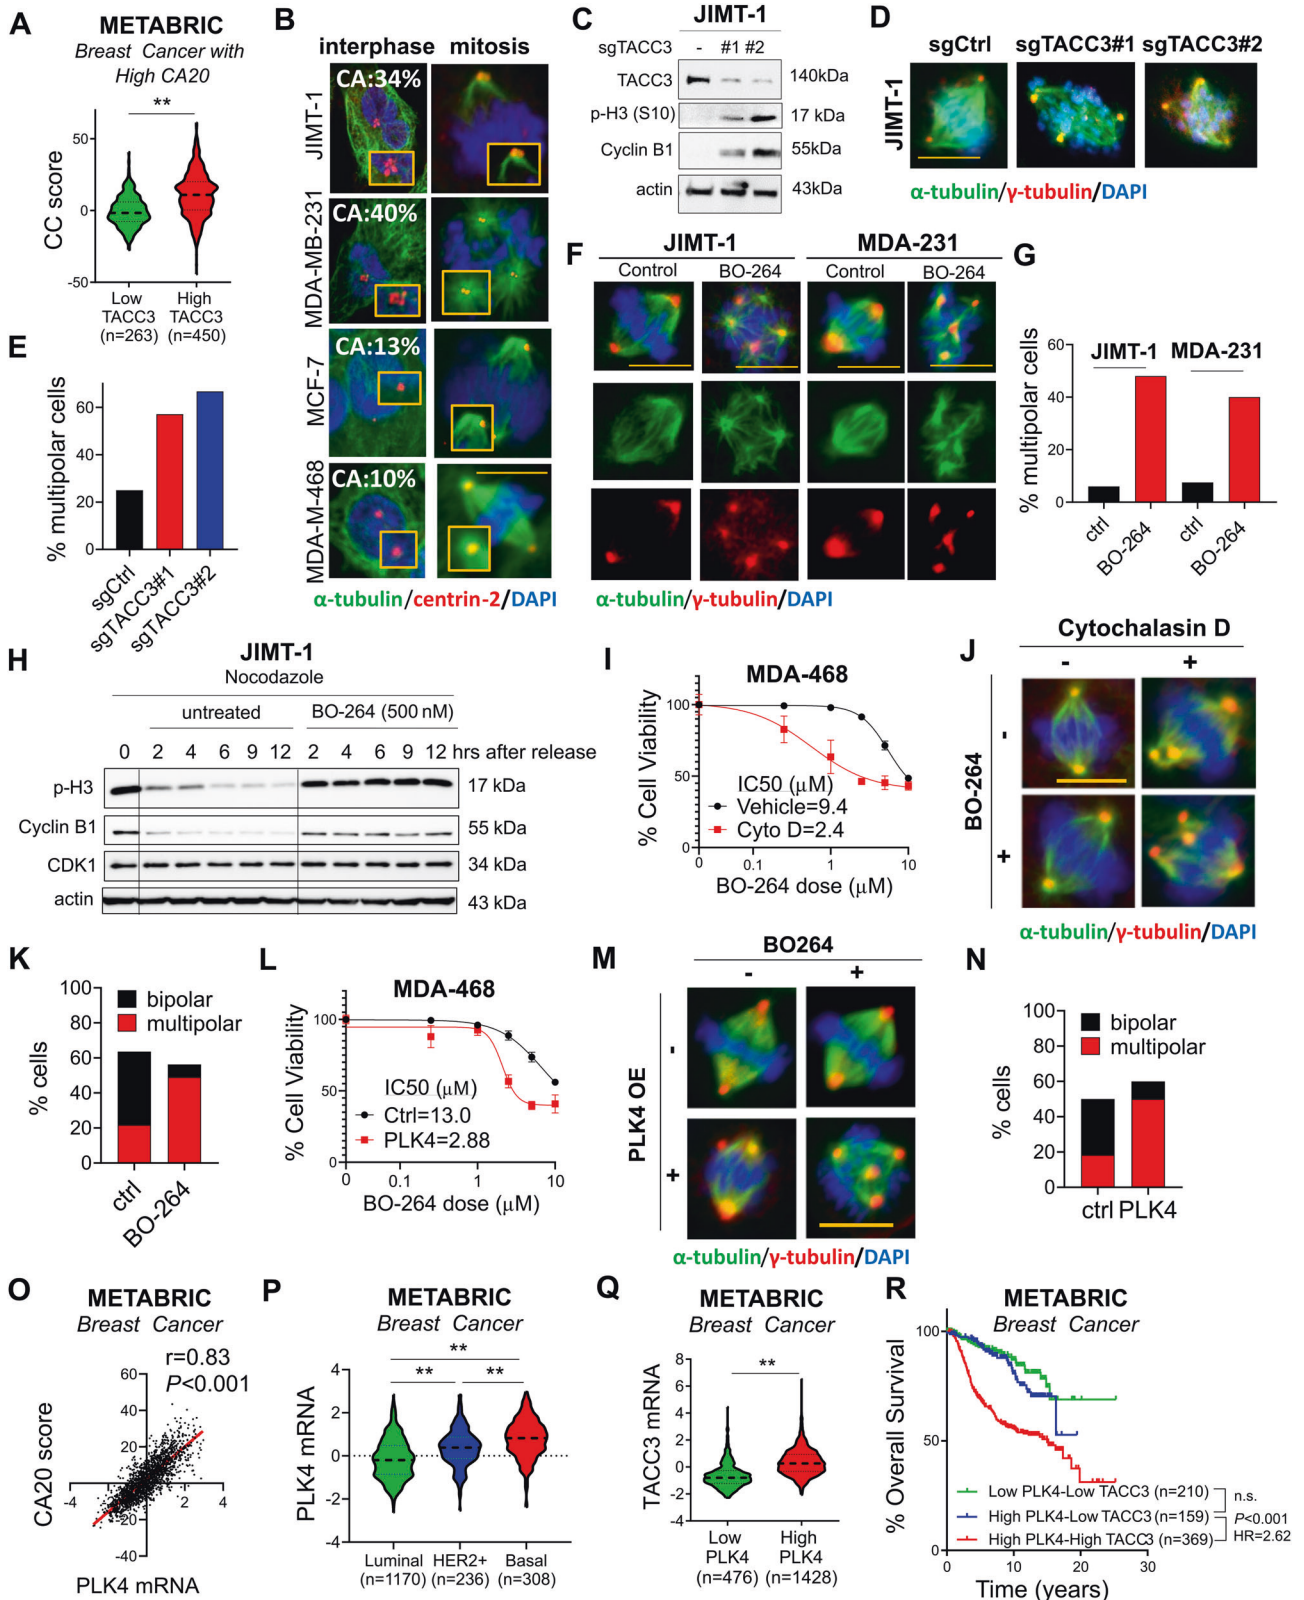 A
METABRIC
Breast Cancer with
High CA20
**
CC score
50
0
-50
Low
TACC3
(n=263)
High
TACC3
(n=450)
B
interphase mitosis
JIMT-1
CA:34%
MDA-MB-231
CA:40%
MCF-7
CA:13%
MDA-M-468
CA:10%
α-tubulin/centrin-2/DAPI
C
JIMT-1
sgTACC3 - #1 #2
TACC3 140kDa
p-H3 (S10) 17 kDa
Cyclin B1 55kDa
actin 43kDa
D
sgCtrl sgTACC3#1 sgTACC3#2
JIMT-1
α-tubulin/γ-tubulin/DAPI
E
% multipolar cells
60
40
20
0
sgCtrl
sgTACC3#1
sgTACC3#2
F
JIMT-1 MDA-231
Control BO-264 Control BO-264
α-tubulin/γ-tubulin/DAPI
G
% multipolar cells
60
40
20
0
JIMT-1 MDA-231
ctrl
BO-264
ctrl
BO-264
H
JIMT-1
Nocodazole
untreated BO-264 (500 nM)
0 2 4 6 9 12 2 4 6 9 12 hrs after release
p-H3 17 kDa
Cyclin B1 55 kDa
CDK1 34 kDa
actin 43 kDa
I
MDA-468
% Cell Viability
100
50
0
IC50 (μM)
Vehicle=9.4
Cyto D=2.4
0 0.1 1 10
BO-264 dose (μM)
J
Cytochalasin D
- +
BO-264
-
+
α-tubulin/γ-tubulin/DAPI
K
% cells
100
80
60
40
20
0
bipolar
multipolar
ctrl
BO-264
L
MDA-468
% Cell Viability
100
50
0
IC50 (μM)
Ctrl=13.0
PLK4=2.88
0 0.1 1 10
BO-264 dose (μM)
M
BO264
- +
PLK4 OE
-
+
α-tubulin/γ-tubulin/DAPI
N
% cells
100
80
60
40
20
0
bipolar
multipolar
ctrl PLK4
O
METABRIC
Breast Cancer
r=0.83
P<0.001
CA20 score
60
40
20
-20
-40
-4 -2 2 4
PLK4 mRNA
P
METABRIC
Breast Cancer
**
** **
PLK4 mRNA
4
2
0
-2
-4
Luminal HER2+ Basal
(n=1170) (n=236) (n=308)
Q
METABRIC
Breast Cancer
**
TACC3 mRNA
8
6
4
2
0
-2
-4
Low High
PLK4 PLK4
(n=476) (n=1428)
R
METABRIC
Breast Cancer
% Overall Survival
100
50
0
Low PLK4-Low TACC3 (n=210)
High PLK4-Low TACC3 (n=159)
High PLK4-High TACC3 (n=369)
n.s.
P<0.001
HR=2.62
0 10 20 30
Time (years)